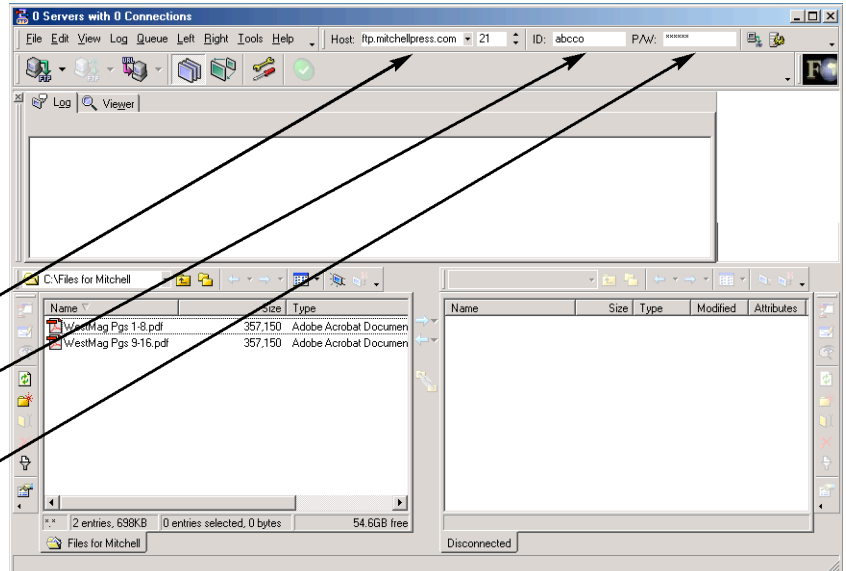 0 Servers with 0 Connections
File Edit View Log Queue Left Right Tools Help Host: ftp.mitchellpress.com 21 ID: abcco P/W: ******
FTP FTP URL F
Log Viewer
C:\Files for Mitchell
Name Size Type
WestMag Pgs 1-8.pdf 357,150 Adobe Acrobat Documen
WestMag Pgs 9-16.pdf 357,150 Adobe Acrobat Documen
Name Size Type Modified Attributes
*.* 2 entries, 698KB 0 entries selected, 0 bytes 54.6GB free
Files for Mitchell
Disconnected